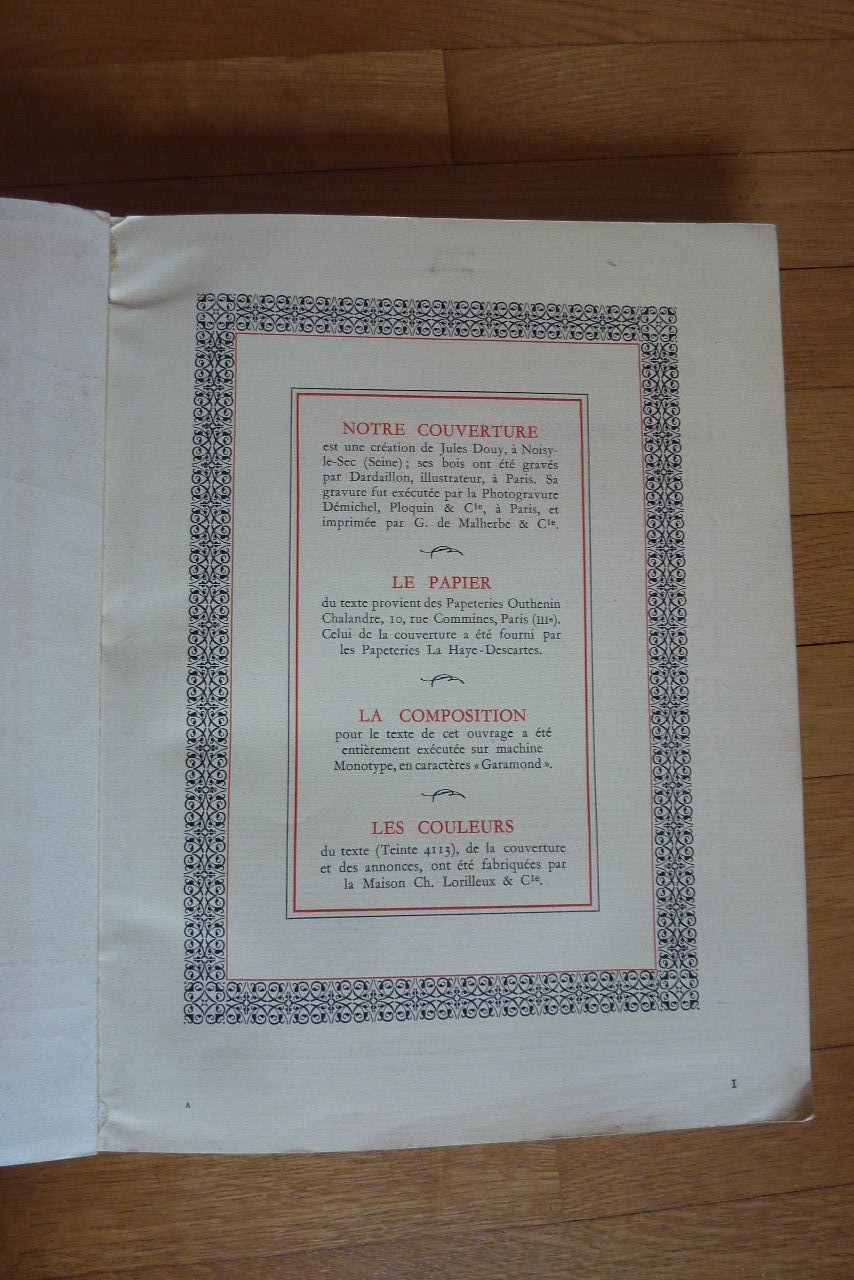 NOTRE COUVERTURE
est une création de Jules Douy, à Noisy-
le-Sec (Seine) ; ses bois ont été gravés
par Dardaillon, illustrateur, à Paris. Sa
gravure fut exécutée par la Photogravure
Démichel, Ploquin & Cie, à Paris, et
imprimée par G. de Malherbe & Cie.
LE PAPIER
du texte provient des Papeteries Outhenin
Chalandre, 10, rue Commines, Paris (IIIe).
Celui de la couverture a été fourni par
les Papeteries La Haye-Descartes.
LA COMPOSITION
pour le texte de cet ouvrage a été
entièrement exécutée sur machine
Monotype, en caractères « Garamond ».
LES COULEURS
du texte (Teinte 4113), de la couverture
et des annonces, ont été fabriquées par
la Maison Ch. Lorilleux & Cie.
A
I